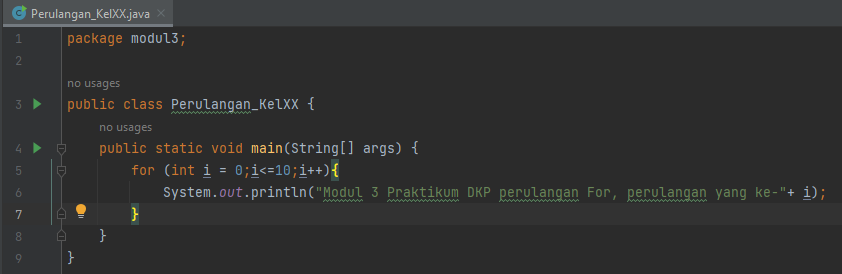 Perulangan_KelXX.java
1 package modul3;
2
no usages
3 public class Perulangan_KelXX {
no usages
4 public static void main(String[] args) {
5 for (int i = 0;i<=10;i++){
6 System.out.println("Modul 3 Praktikum DKP perulangan For, perulangan yang ke-"+ i);
7 }
8 }
9 }